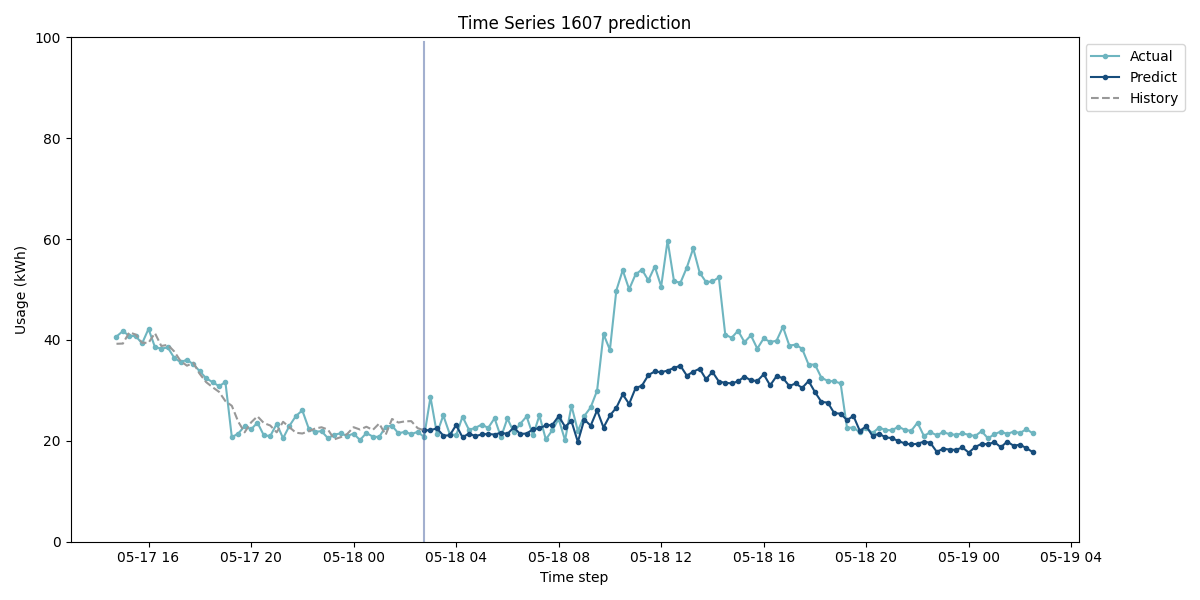 Time Series 1607 prediction
Usage (kWh)
100
80
60
40
20
0
05-17 16
05-17 20
05-18 00
05-18 04
05-18 08
05-18 12
05-18 16
05-18 20
05-19 00
05-19 04
Time step
Actual
Predict
History